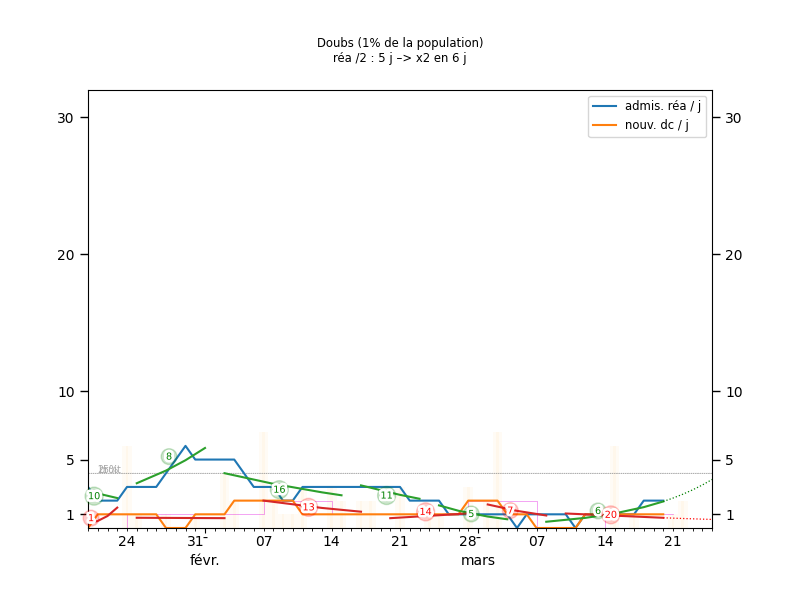 Doubs (1% de la population)
réa /2 : 5 j –> x2 en 6 j
admis. réa / j
nouv. dc / j
30 30
20 20
10 10
5 5
1 1
8
10
16
11
6
5
1
13
14
7
20
24 31 07 14 21 28 07 14 21
févr. mars